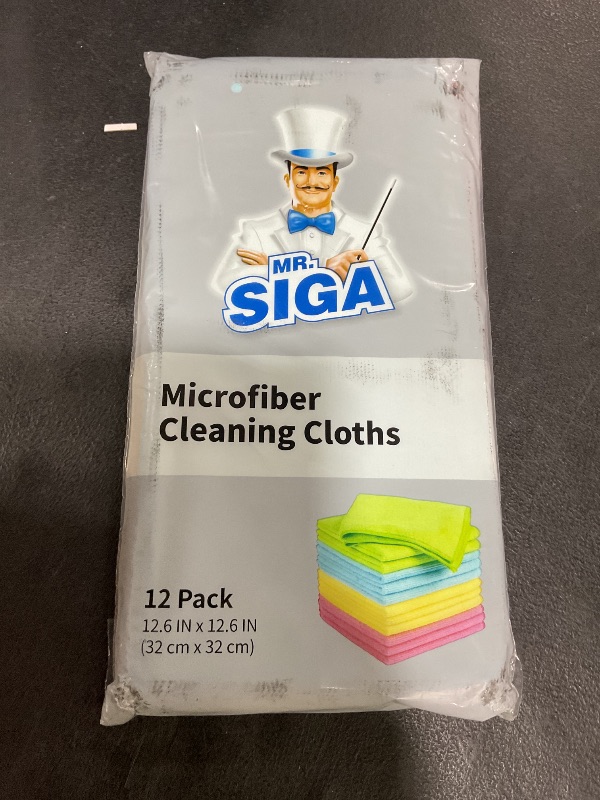 MR.
SIGA
Microfiber
Cleaning Cloths
12 Pack
12.6 IN x 12.6 IN
(32 cm x 32 cm)